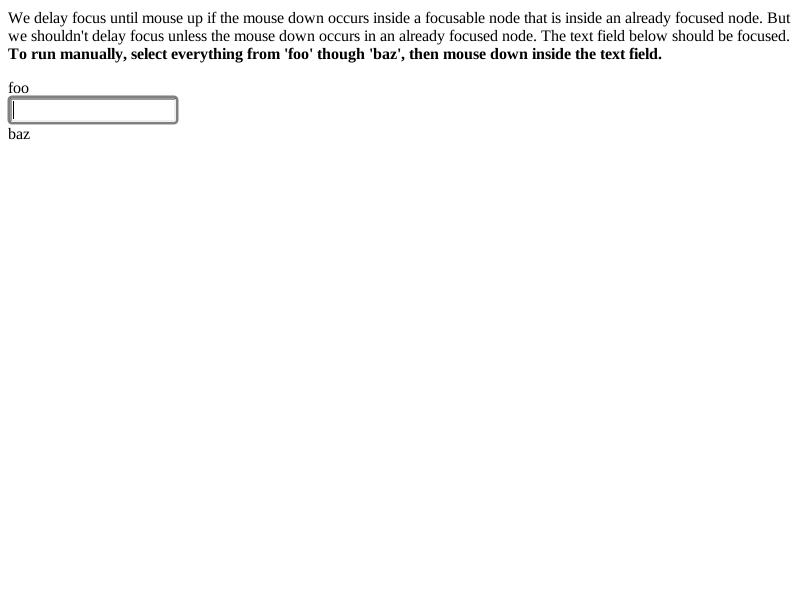 We delay focus until mouse up if the mouse down occurs inside a focusable node that is inside an already focused node. But
we shouldn't delay focus unless the mouse down occurs in an already focused node. The text field below should be focused.
To run manually, select everything from 'foo' though 'baz', then mouse down inside the text field.
foo
baz